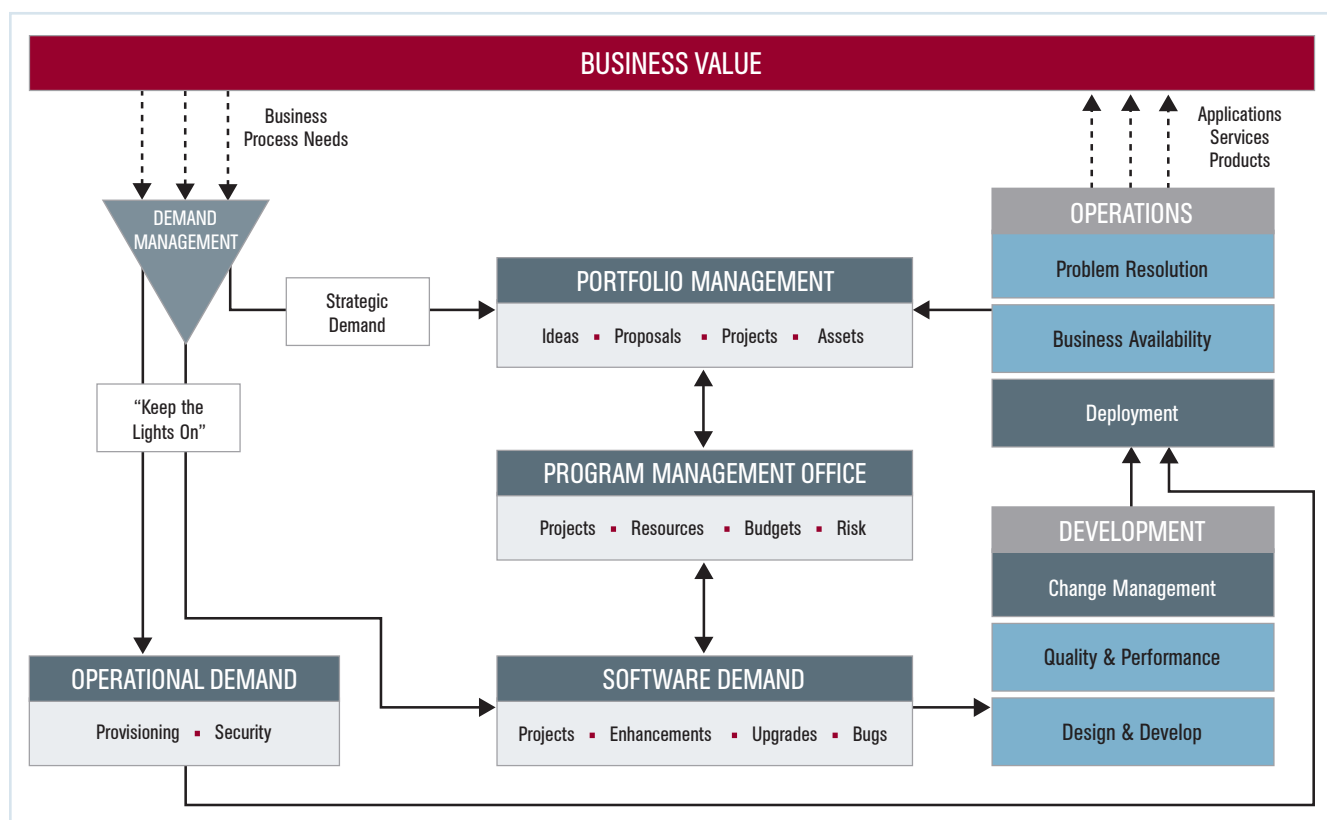 BUSINESS VALUE
Business
Process Needs
Applications
Services
Products
DEMAND
MANAGEMENT
Strategic
Demand
"Keep the
Lights On"
PORTFOLIO MANAGEMENT
Ideas ▪ Proposals ▪ Projects ▪ Assets
PROGRAM MANAGEMENT OFFICE
Projects ▪ Resources ▪ Budgets ▪ Risk
OPERATIONAL DEMAND
Provisioning ▪ Security
SOFTWARE DEMAND
Projects ▪ Enhancements ▪ Upgrades ▪ Bugs
OPERATIONS
Problem Resolution
Business Availability
Deployment
DEVELOPMENT
Change Management
Quality & Performance
Design & Develop